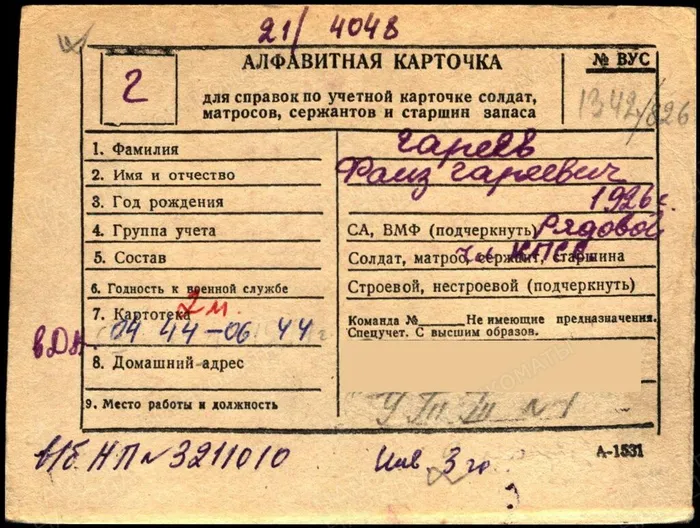 21/ 4048
АЛФАВИТНАЯ КАРТОЧКА
№ ВУС
г
для справок по учетной карточке солдат,
матросов, сержантов и старшин запаса
1342/826
1. Фамилия
Гареев
2. Имя и отчество
Фаиз Гареевич
3. Год рождения
1926 г.
4. Группа учета
СА, ВМФ (подчеркнуть) Рядовой
5. Состав
Солдат, матрос, сержант, старшина
КПСС
6. Годность к военной службе
Строевой, нестроевой (подчеркнуть)
7. Картотека
2 м.
Команда №      Не имеющие предназначения.
Спецучет. С высшим образов.
04 44-06 44 г
8. Домашний адрес
9. Место работы и должность
№ 1
в/б НП № 3211010
Инв 3 гр.
А-1531